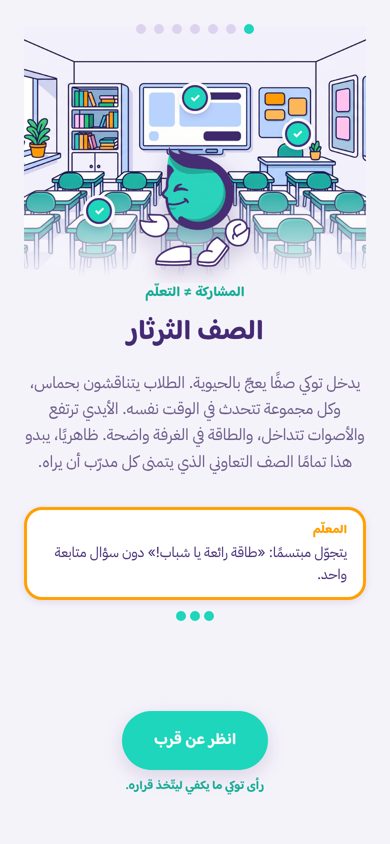 المشاركة ≠ التعلّم
الصف الثرثار
يدخل توكي صفًا يعجّ بالحيوية. الطلاب يتناقشون بحماس،
وكل مجموعة تتحدث في الوقت نفسه. الأيدي ترتفع
والأصوات تتداخل، والطاقة في الغرفة واضحة. ظاهريًا، يبدو
هذا تمامًا الصف التعاوني الذي يتمنى كل مدرّب أن يراه.
المعلّم
يتجوّل مبتسمًا: «طاقة رائعة يا شباب!» دون سؤال متابعة
واحد.
انظر عن قرب
رأى توكي ما يكفي ليتّخذ قراره.